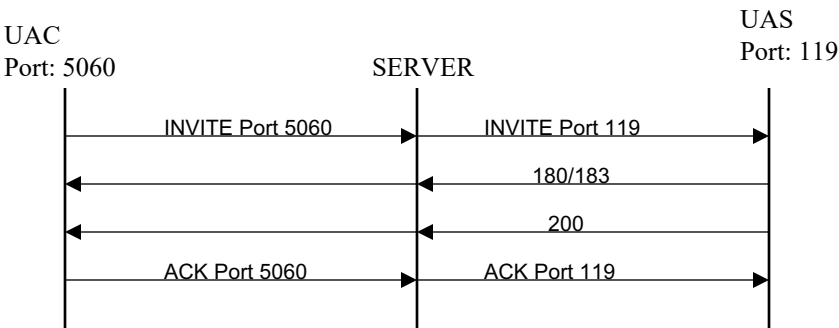 UAC
Port: 5060
SERVER
UAS
Port: 119
INVITE Port 5060
INVITE Port 119
180/183
200
ACK Port 5060
ACK Port 119